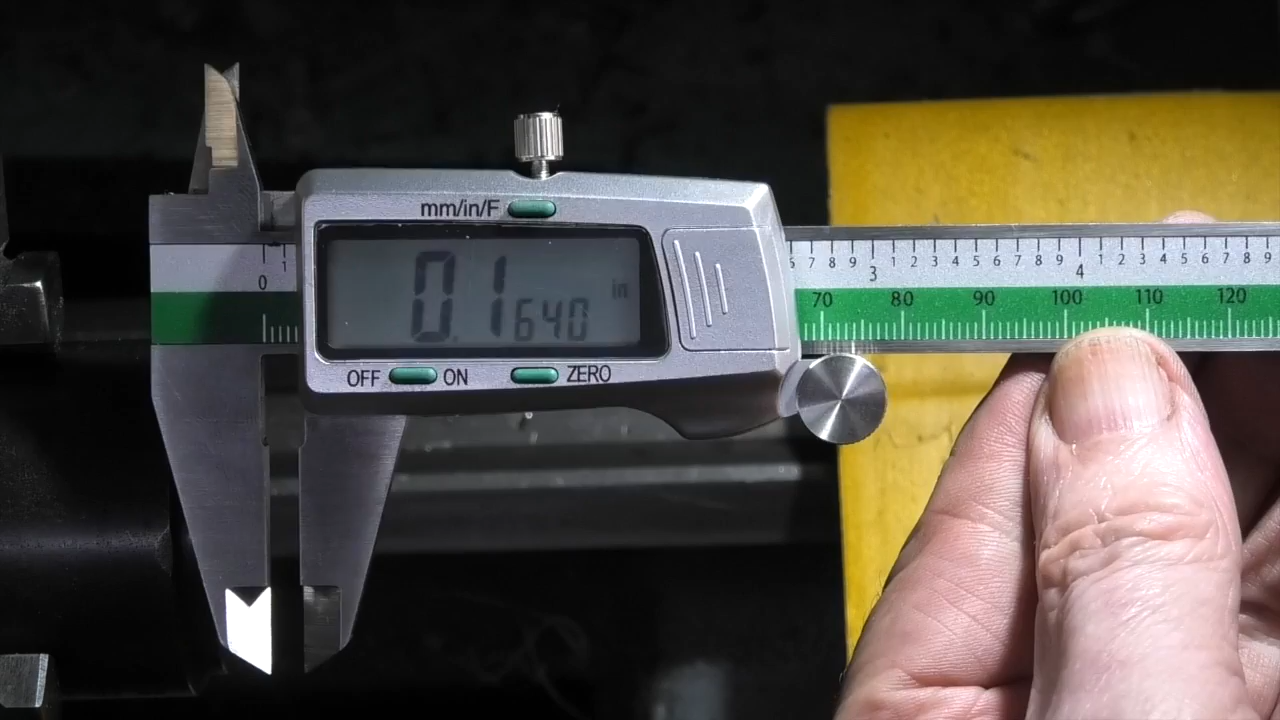 mm/in/F
0.1640 in
OFF ON ZERO
0 1
6 7 8 9 3 1 2 3 4 5 6 7 8 9 4 1 2 3 4 5 6 7 8 9
70 80 90 100 110 120